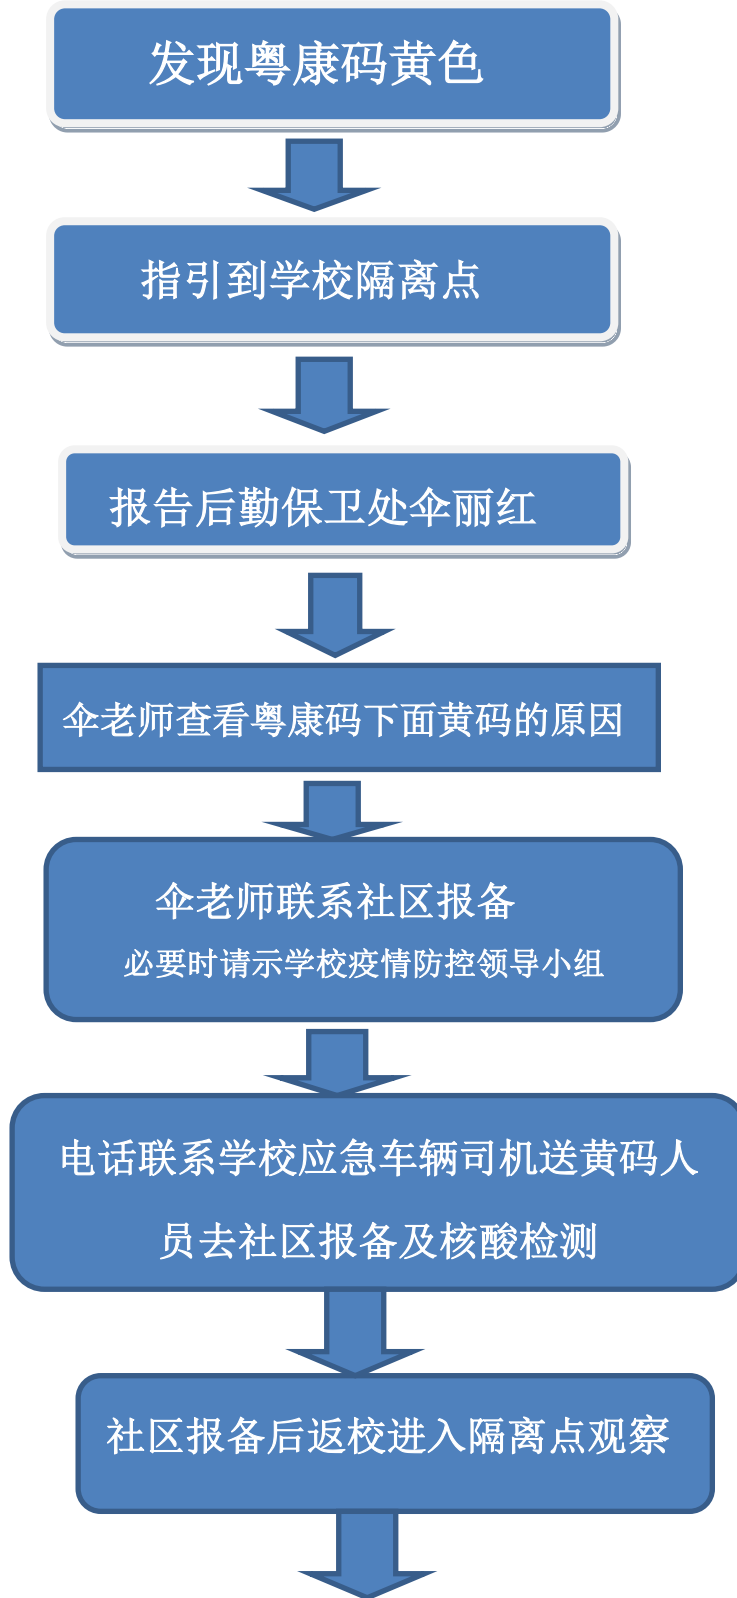 发现粤康码黄色
指引到学校隔离点
报告后勤保卫处伞丽红
伞老师查看粤康码下面黄码的原因
伞老师联系社区报备
必要时请示学校疫情防控领导小组
电话联系学校应急车辆司机送黄码人
员去社区报备及核酸检测
社区报备后返校进入隔离点观察